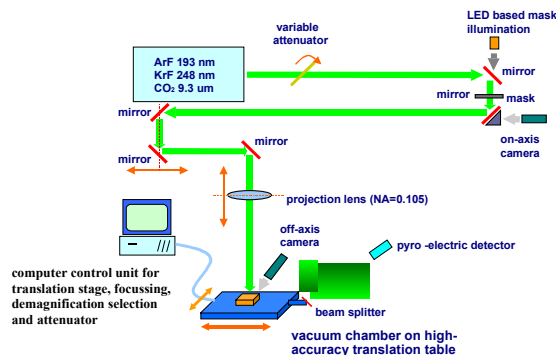 LED based mask
illumination
variable
attenuator
ArF 193 nm
KrF 248 nm
CO₂ 9.3 um
mirror
mirror
mask
mirror
on-axis
camera
mirror
mirror
projection lens (NA=0.105)
off-axis
camera
pyro -electric detector
computer control unit for
translation stage, focussing,
demagnification selection
and attenuator
beam splitter
vacuum chamber on high-
accuracy translation table